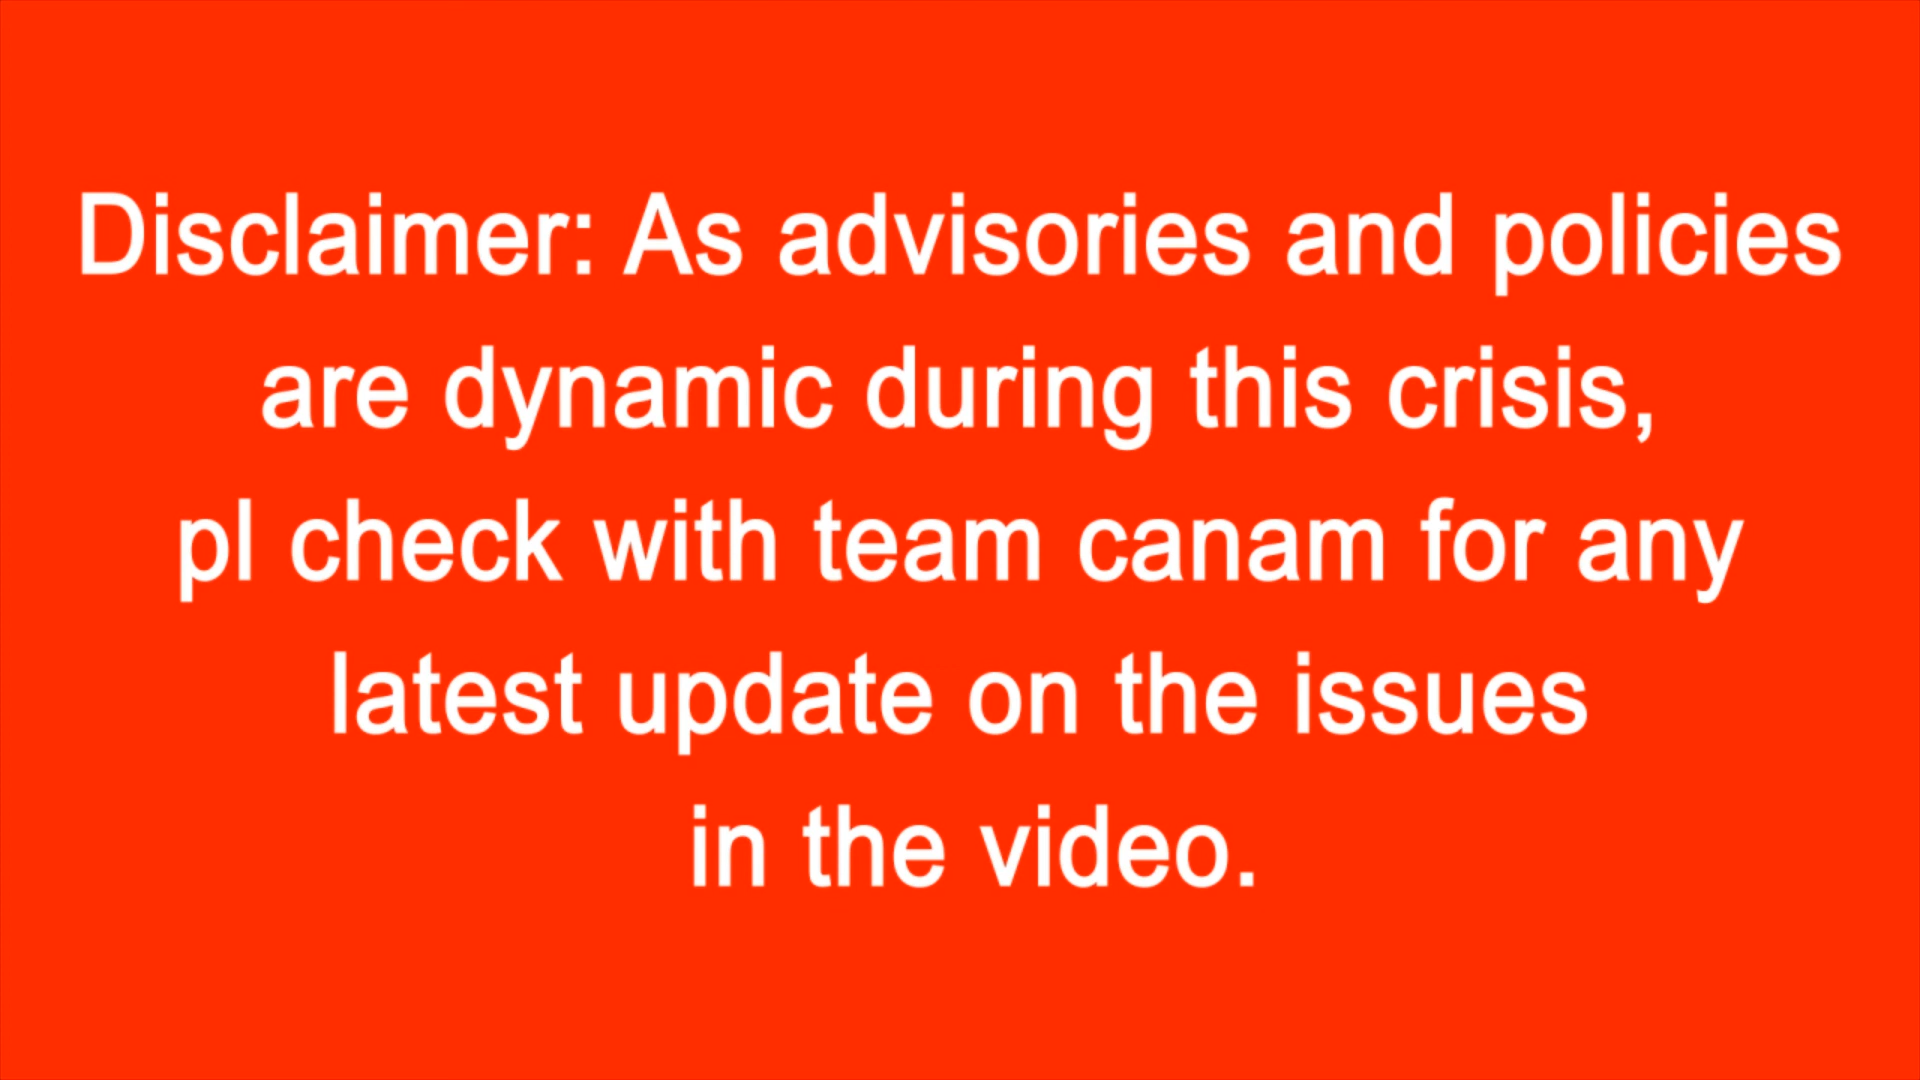 Disclaimer: As advisories and policies
are dynamic during this crisis,
pl check with team canam for any
latest update on the issues
in the video.